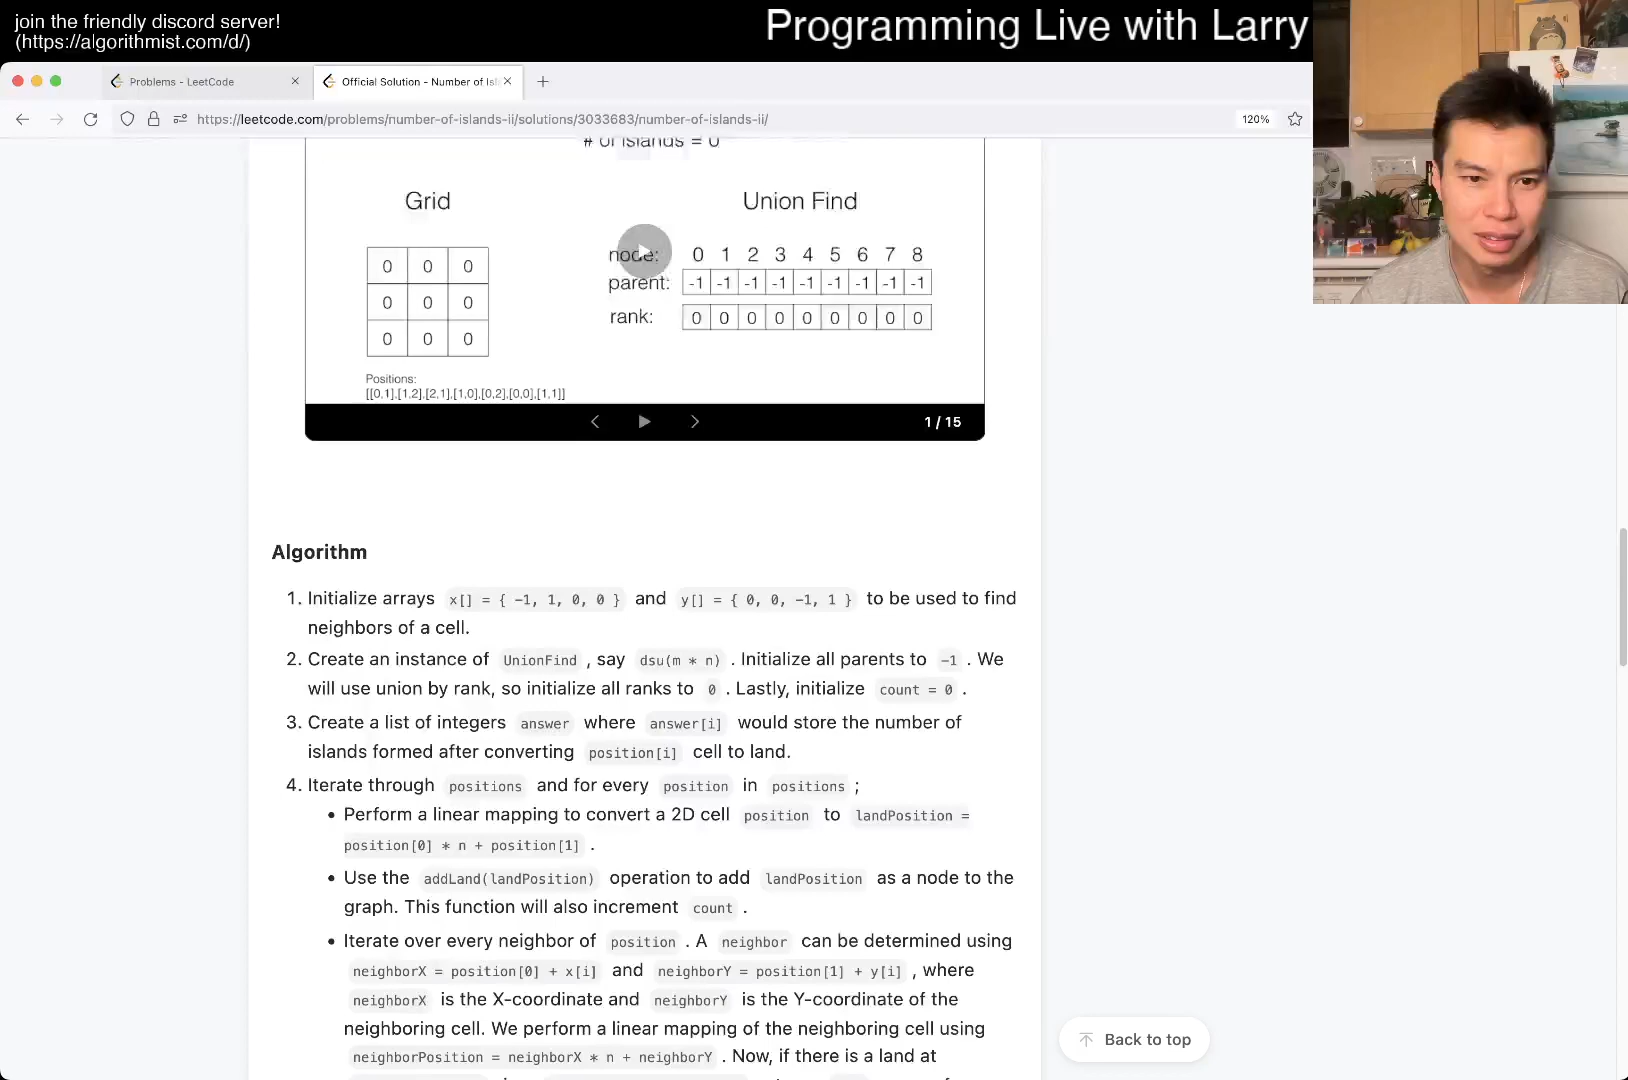 join the friendly discord server!
(https://algorithmist.com/d/)
Programming Live with Larry
Problems - LeetCode
Official Solution - Number of Isl
https://leetcode.com/problems/number-of-islands-ii/solutions/3033683/number-of-islands-ii/
120%
# of islands = 0
Grid
Union Find
0 0 0
0 0 0
0 0 0
node: 0 1 2 3 4 5 6 7 8
parent: -1 -1 -1 -1 -1 -1 -1 -1 -1
rank: 0 0 0 0 0 0 0 0 0
Positions:
[[0,1],[1,2],[2,1],[1,0],[0,2],[0,0],[1,1]]
1 / 15
Algorithm
1. Initialize arrays x[] = { -1, 1, 0, 0 } and y[] = { 0, 0, -1, 1 } to be used to find
neighbors of a cell.
2. Create an instance of UnionFind , say dsu(m * n) . Initialize all parents to -1 . We
will use union by rank, so initialize all ranks to 0 . Lastly, initialize count = 0 .
3. Create a list of integers answer where answer[i] would store the number of
islands formed after converting position[i] cell to land.
4. Iterate through positions and for every position in positions ;
• Perform a linear mapping to convert a 2D cell position to landPosition =
position[0] * n + position[1] .
• Use the addLand(landPosition) operation to add landPosition as a node to the
graph. This function will also increment count .
• Iterate over every neighbor of position . A neighbor can be determined using
neighborX = position[0] + x[i] and neighborY = position[1] + y[i] , where
neighborX is the X-coordinate and neighborY is the Y-coordinate of the
neighboring cell. We perform a linear mapping of the neighboring cell using
neighborPosition = neighborX * n + neighborY . Now, if there is a land at
Back to top